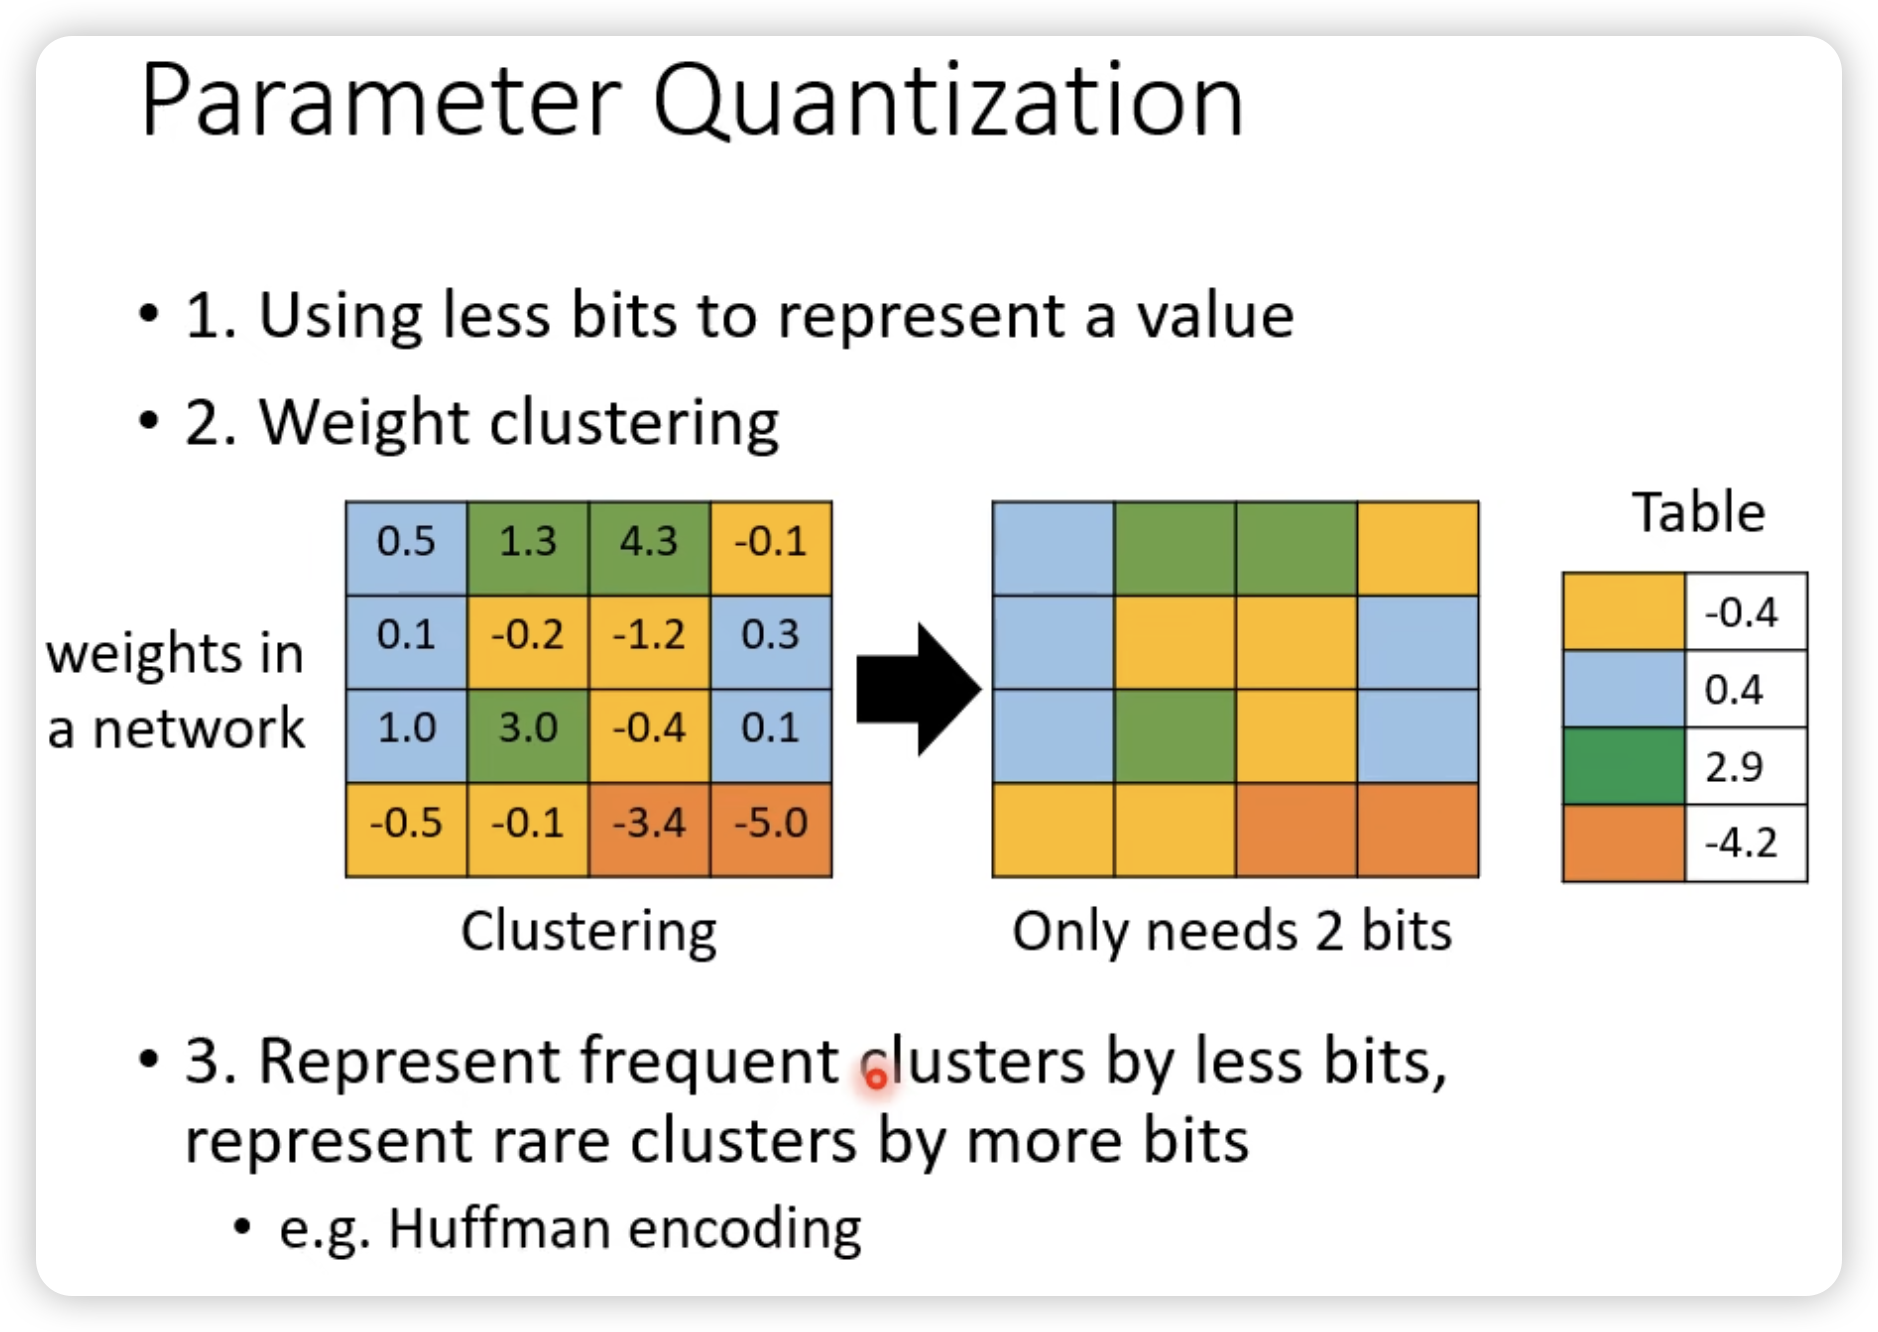 Parameter Quantization
• 1. Using less bits to represent a value
• 2. Weight clustering
weights in
a network
0.5 1.3 4.3 -0.1
0.1 -0.2 -1.2 0.3
1.0 3.0 -0.4 0.1
-0.5 -0.1 -3.4 -5.0
Clustering
Only needs 2 bits
Table
-0.4
0.4
2.9
-4.2
• 3. Represent frequent clusters by less bits,
represent rare clusters by more bits
• e.g. Huffman encoding